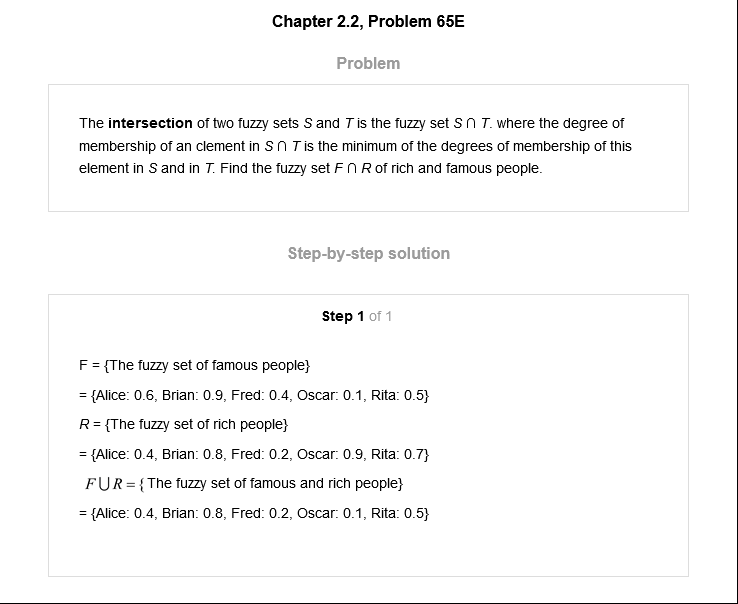 Chapter 2.2, Problem 65E
Problem
The intersection of two fuzzy sets S and T is the fuzzy set S ∩ T. where the degree of
membership of an clement in S ∩ T is the minimum of the degrees of membership of this
element in S and in T. Find the fuzzy set F ∩ R of rich and famous people.
Step-by-step solution
Step 1 of 1
F = {The fuzzy set of famous people}
= {Alice: 0.6, Brian: 0.9, Fred: 0.4, Oscar: 0.1, Rita: 0.5}
R = {The fuzzy set of rich people}
= {Alice: 0.4, Brian: 0.8, Fred: 0.2, Oscar: 0.9, Rita: 0.7}
F ⋃ R = { The fuzzy set of famous and rich people}
= {Alice: 0.4, Brian: 0.8, Fred: 0.2, Oscar: 0.1, Rita: 0.5}